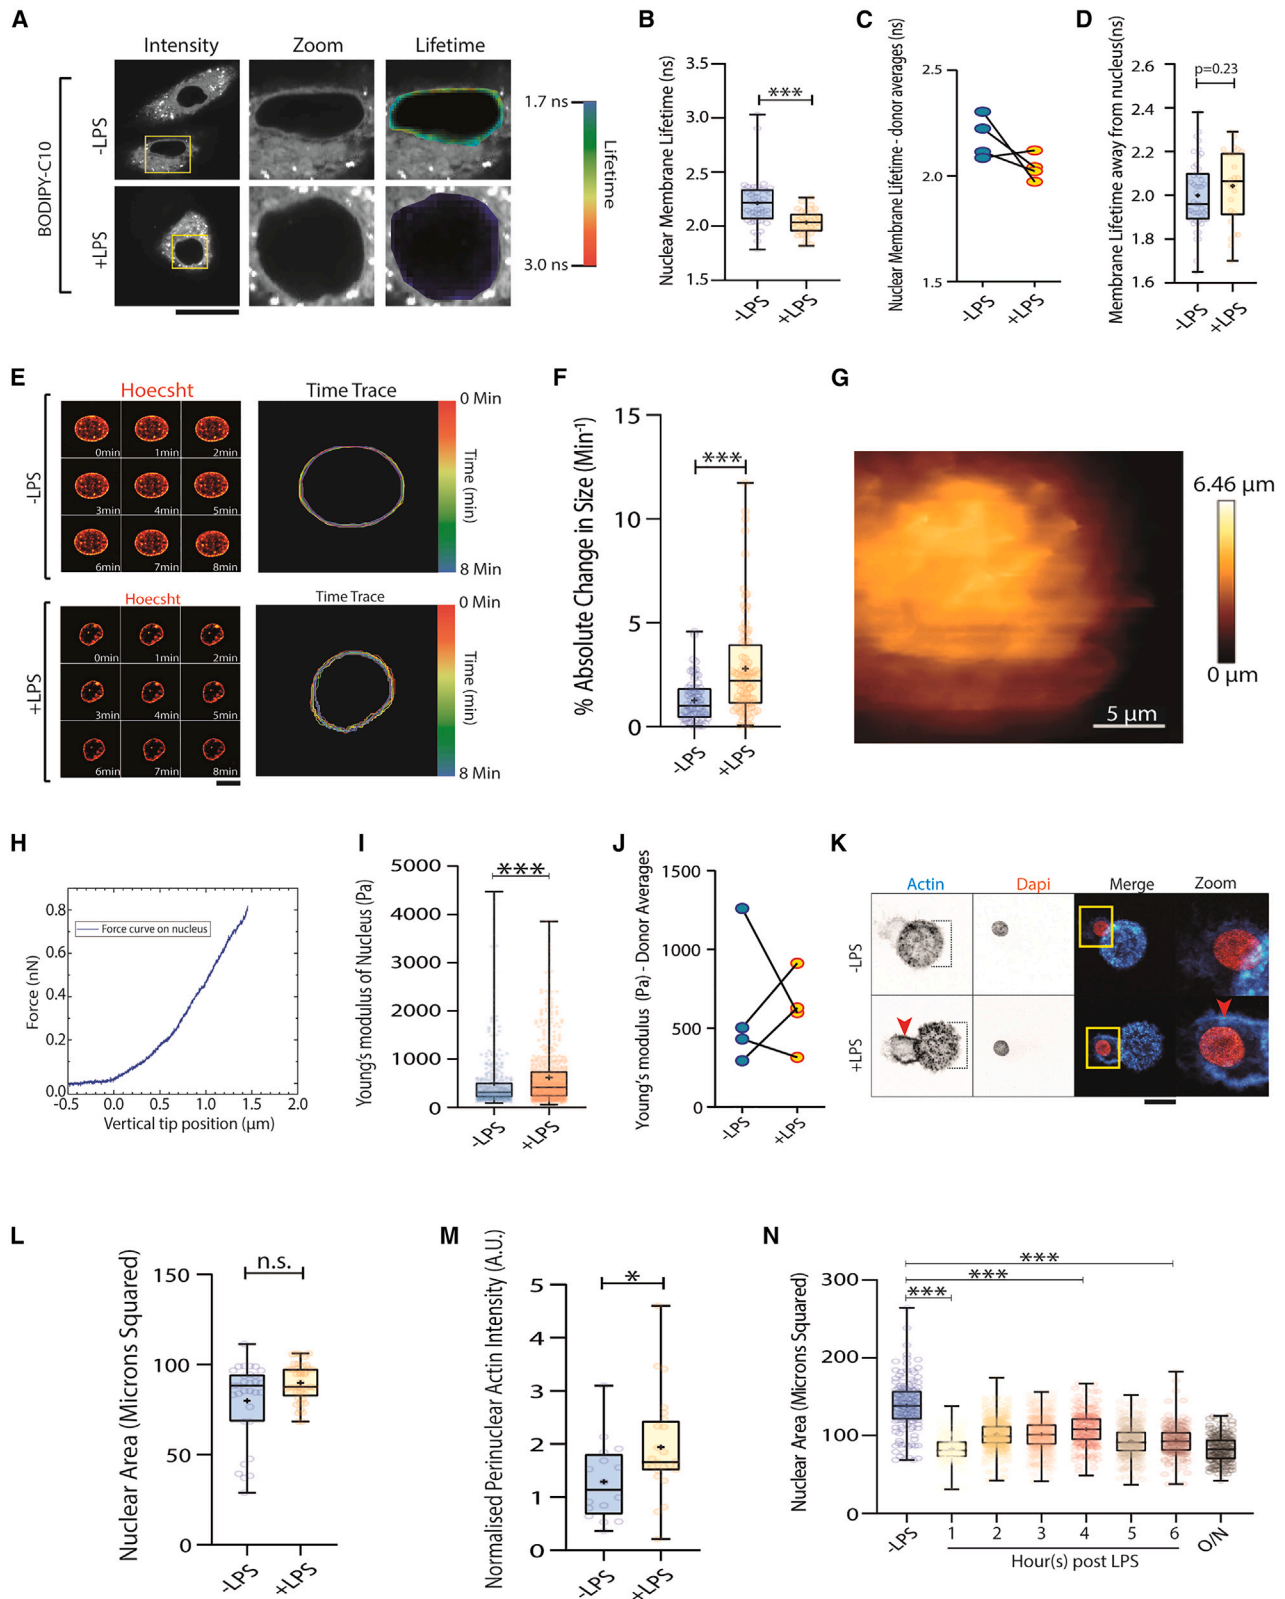 A
Intensity
Zoom
Lifetime
BODIPY-C10
-LPS
+LPS
1.7 ns
Lifetime
3.0 ns
B
Nuclear Membrane Lifetime (ns)
3.5
3.0
2.5
2.0
1.5
***
-LPS
+LPS
C
Nuclear Membrane Lifetime - donor averages (ns)
2.5
2.0
1.5
-LPS
+LPS
D
Membrane Lifetime away from nucleus(ns)
2.6
2.4
2.2
2.0
1.8
1.6
p=0.23
-LPS
+LPS
E
Hoecsht
Time Trace
-LPS
0min
1min
2min
3min
4min
5min
6min
7min
8min
0 Min
Time (min)
8 Min
Hoecsht
Time Trace
+LPS
0min
1min
2min
3min
4min
5min
6min
7min
8min
0 Min
Time (min)
8 Min
F
% Absolute Change in Size (Min⁻¹)
15
10
5
0
***
-LPS
+LPS
G
6.46 µm
0 µm
5 µm
H
Force (nN)
0.8
0.6
0.4
0.2
0.0
Force curve on nucleus
-0.5
0.0
0.5
1.0
1.5
2.0
Vertical tip position (µm)
I
Young's modulus of Nucleus (Pa)
5000
4000
3000
2000
1000
0
***
-LPS
+LPS
J
Young's modulus (Pa) - Donor Averages
1500
1000
500
0
-LPS
+LPS
K
Actin
Dapi
Merge
Zoom
-LPS
+LPS
L
Nuclear Area (Microns Squared)
150
100
50
0
n.s.
-LPS
+LPS
M
Normalised Perinuclear Actin Intensity (A.U.)
5
4
3
2
1
0
*
-LPS
+LPS
N
Nuclear Area (Microns Squared)
300
200
100
0
***
***
***
-LPS
1
2
3
4
5
6
O/N
Hour(s) post LPS